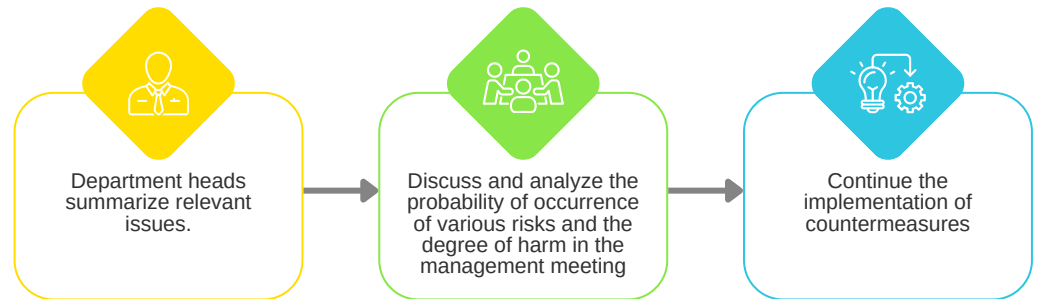 Department heads
summarize relevant
issues.
Discuss and analyze the
probability of occurrence
of various risks and the
degree of harm in the
management meeting
Continue the
implementation of
countermeasures